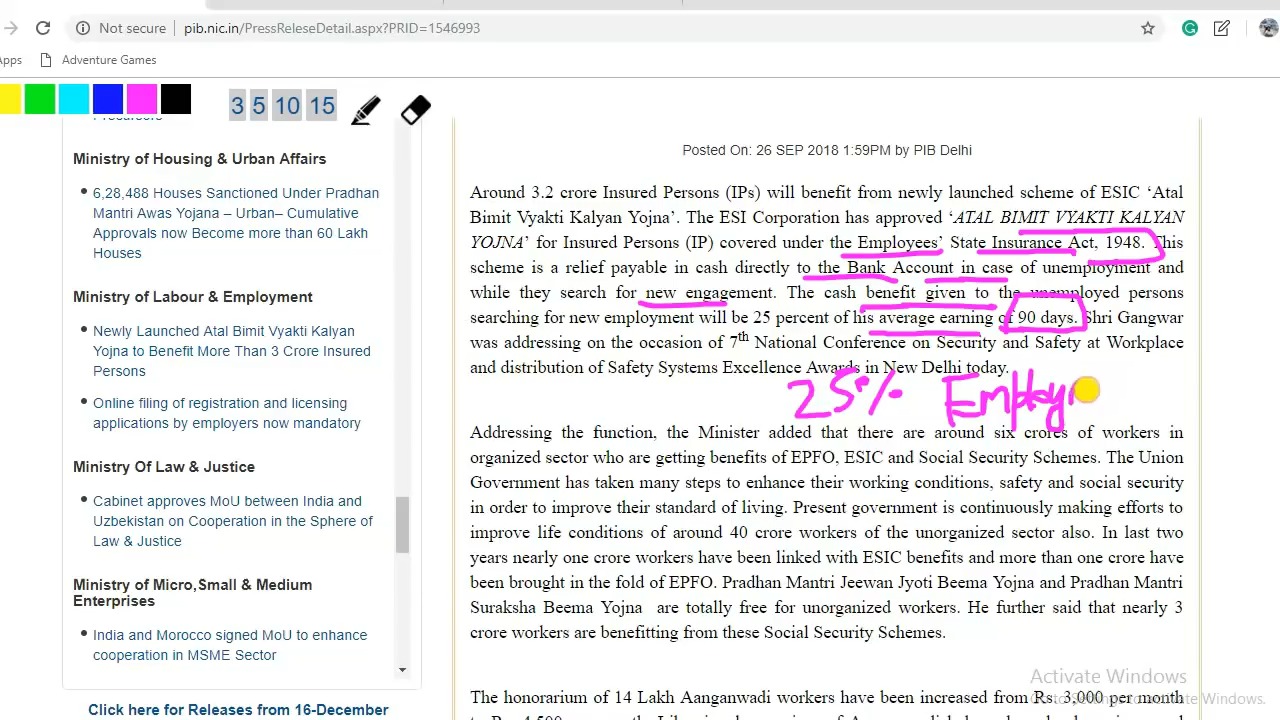 Not secure
pib.nic.in/PressReleseDetail.aspx?PRID=1546993
Apps
Adventure Games
3 5 10 15
Ministry of Housing & Urban Affairs
6,28,488 Houses Sanctioned Under Pradhan
Mantri Awas Yojana – Urban– Cumulative
Approvals now Become more than 60 Lakh
Houses
Ministry of Labour & Employment
Newly Launched Atal Bimit Vyakti Kalyan
Yojna to Benefit More Than 3 Crore Insured
Persons
Online filing of registration and licensing
applications by employers now mandatory
Ministry Of Law & Justice
Cabinet approves MoU between India and
Uzbekistan on Cooperation in the Sphere of
Law & Justice
Ministry of Micro,Small & Medium
Enterprises
India and Morocco signed MoU to enhance
cooperation in MSME Sector
Click here for Releases from 16-December
Posted On: 26 SEP 2018 1:59PM by PIB Delhi
Around 3.2 crore Insured Persons (IPs) will benefit from newly launched scheme of ESIC ‘Atal
Bimit Vyakti Kalyan Yojna’. The ESI Corporation has approved ‘ATAL BIMIT VYAKTI KALYAN
YOJNA’ for Insured Persons (IP) covered under the Employees’ State Insurance Act, 1948. This
scheme is a relief payable in cash directly to the Bank Account in case of unemployment and
while they search for new engagement. The cash benefit given to the unemployed persons
searching for new employment will be 25 percent of his average earning of 90 days. Shri Gangwar
was addressing on the occasion of 7th National Conference on Security and Safety at Workplace
and distribution of Safety Systems Excellence Awards in New Delhi today.
25%
Addressing the function, the Minister added that there are around six crores of workers in
organized sector who are getting benefits of EPFO, ESIC and Social Security Schemes. The Union
Government has taken many steps to enhance their working conditions, safety and social security
in order to improve their standard of living. Present government is continuously making efforts to
improve life conditions of around 40 crore workers of the unorganized sector also. In last two
years nearly one crore workers have been linked with ESIC benefits and more than one crore have
been brought in the fold of EPFO. Pradhan Mantri Jeewan Jyoti Beema Yojna and Pradhan Mantri
Suraksha Beema Yojna are totally free for unorganized workers. He further said that nearly 3
crore workers are benefitting from these Social Security Schemes.
The honorarium of 14 Lakh Aanganwadi workers have been increased from Rs. 3,000 per month
Activate Windows
Go to Settings to activate Windows.